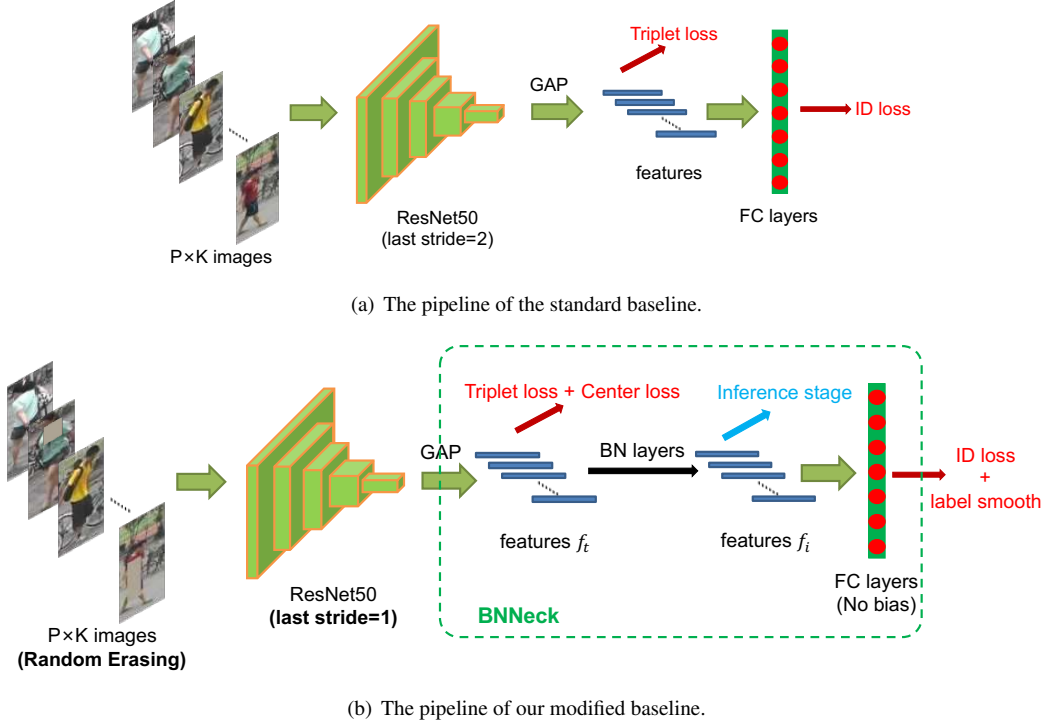 Triplet loss
GAP
ID loss
features
ResNet50
(last stride=2)
FC layers
P×K images
(a) The pipeline of the standard baseline.
Triplet loss + Center loss
Inference stage
GAP
BN layers
ID loss
+
label smooth
features f_t
features f_i
ResNet50
(last stride=1)
FC layers
(No bias)
BNNeck
P×K images
(Random Erasing)
(b) The pipeline of our modified baseline.